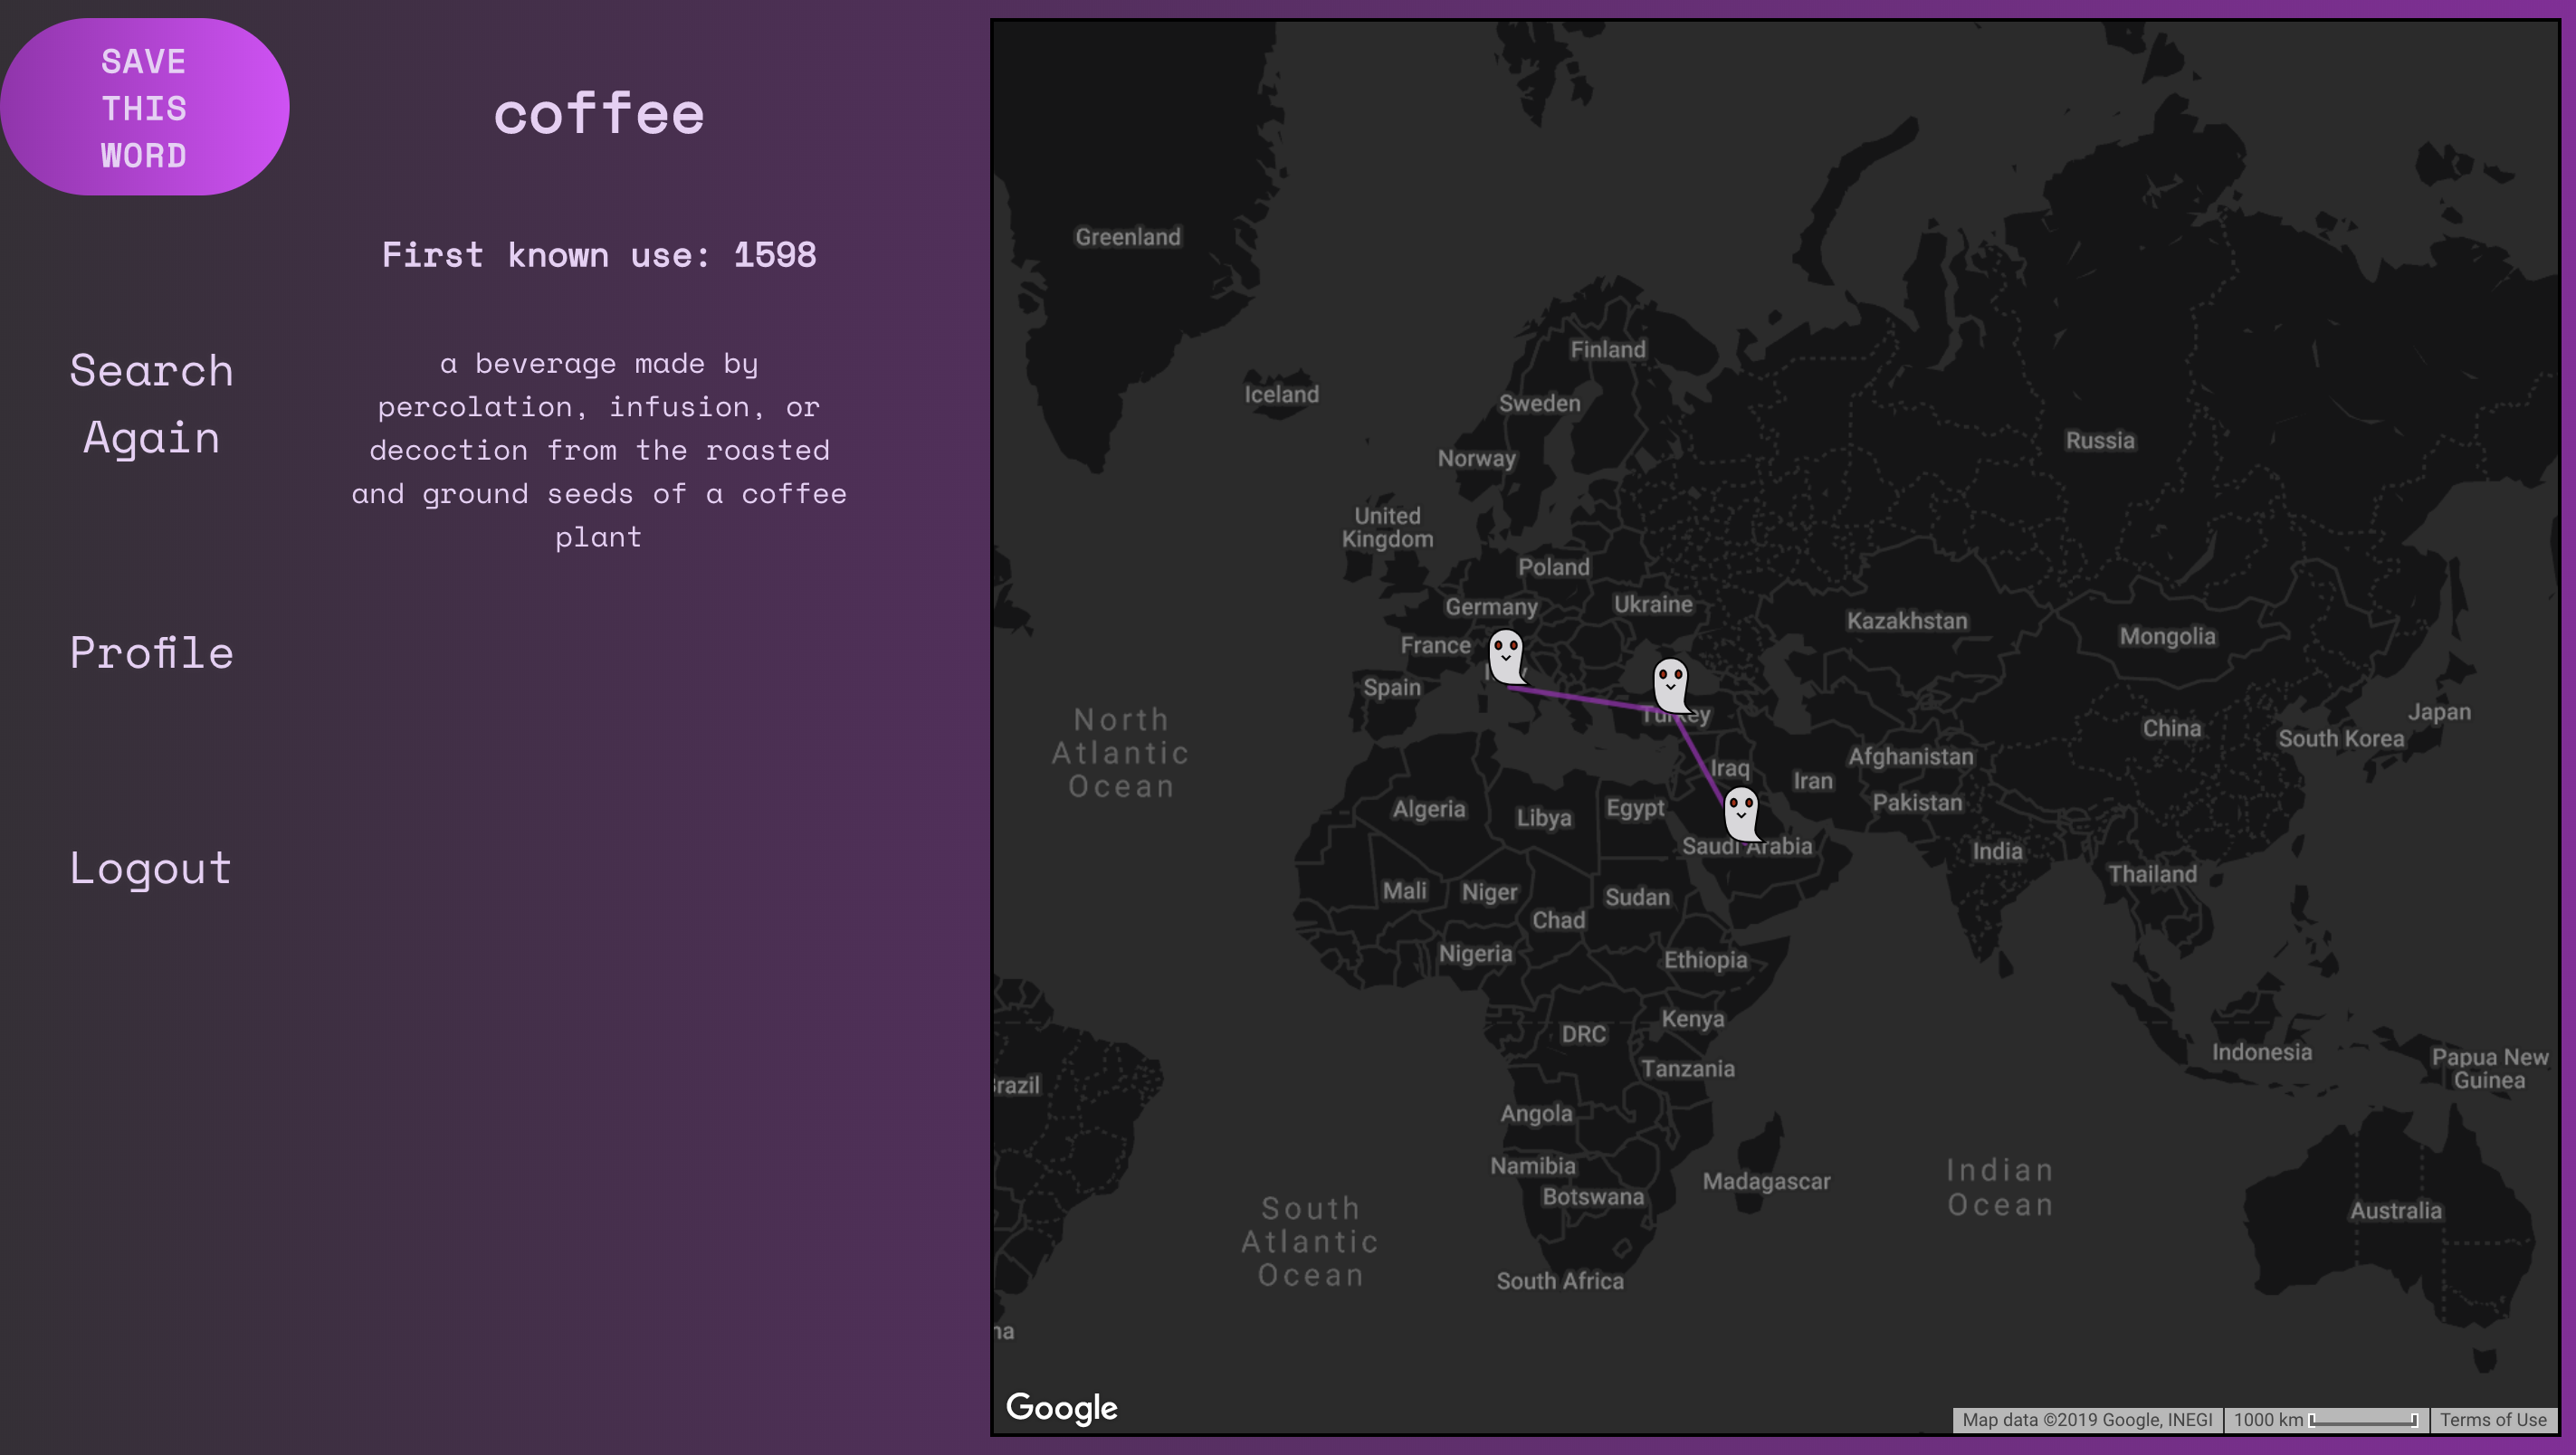 SAVE
THIS
WORD
Search
Again
Profile
Logout
coffee
First known use: 1598
a beverage made by
percolation, infusion, or
decoction from the roasted
and ground seeds of a coffee
plant
Greenland
Finland
Iceland
Sweden
Russia
Norway
United
Kingdom
Poland
Germany
Ukraine
Kazakhstan
Mongolia
France
Spain
Turkey
North
Atlantic
Ocean
Japan
China
South Korea
Afghanistan
Iraq
Iran
Pakistan
Algeria
Libya
Egypt
Saudi Arabia
India
Thailand
Mali
Niger
Sudan
Chad
Nigeria
Ethiopia
Kenya
DRC
Indonesia
Papua New
Guinea
Tanzania
razil
Angola
Namibia
Botswana
Madagascar
Indian
Ocean
South
Atlantic
Ocean
Australia
South Africa
na
Google
Map data ©2019 Google, INEGI
1000 km
Terms of Use